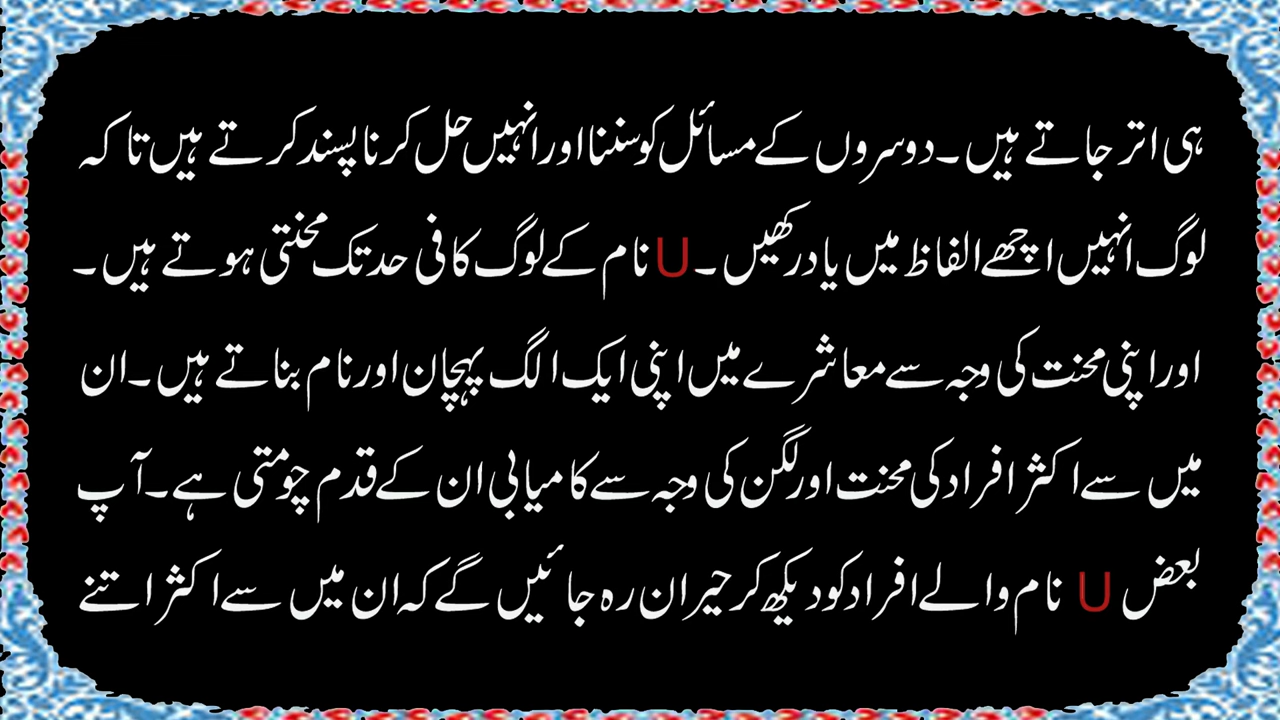 ہی اتر جاتے ہیں۔ دوسروں کے مسائل کو سننا اور انہیں حل کرنا پسند کرتے ہیں تا کہ
لوگ انہیں اچھے الفاظ میں یاد رکھیں۔ U نام کے لوگ کافی حد تک محنتی ہوتے ہیں۔
اور اپنی محنت کی وجہ سے معاشرے میں اپنی ایک الگ پہچان اور نام بناتے ہیں۔ ان
میں سے اکثر افراد کی محنت اور لگن کی وجہ سے کامیابی ان کے قدم چومتی ہے۔ آپ
بعض U نام والے افراد کو دیکھ کر حیران رہ جائیں گے کہ ان میں سے اکثر اتنے